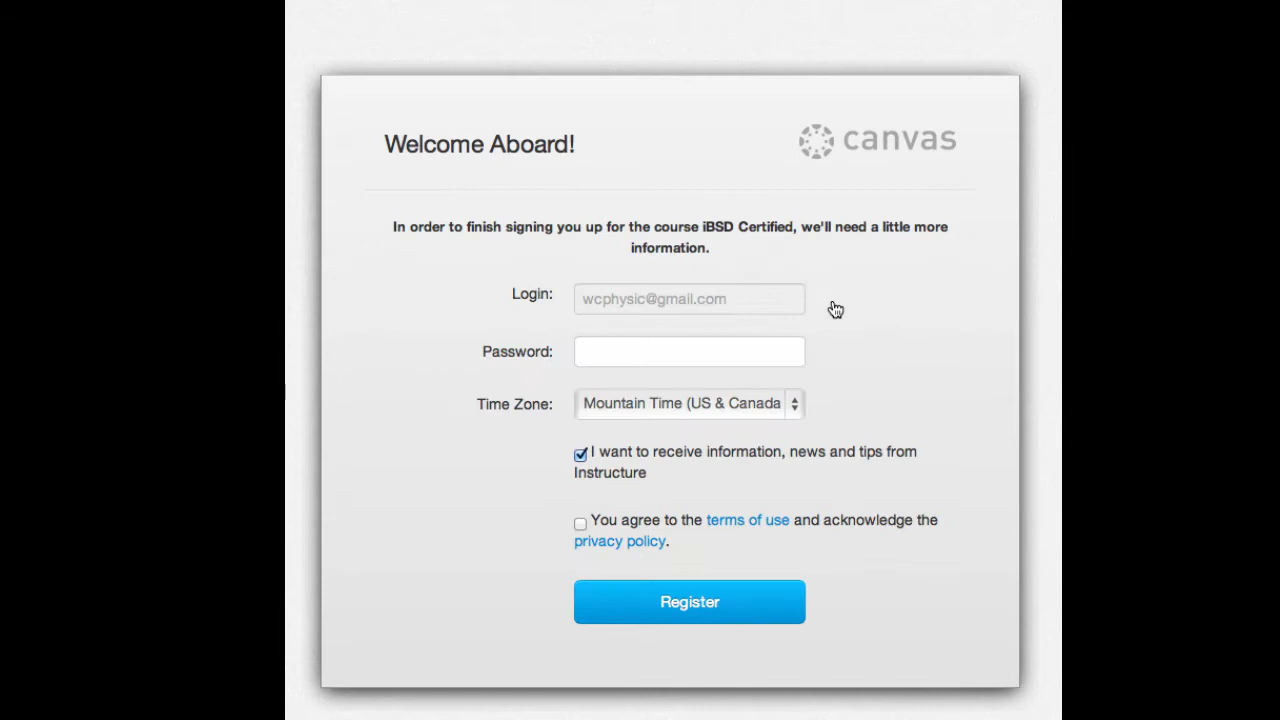 Welcome Aboard!
canvas
In order to finish signing you up for the course iBSD Certified, we'll need a little more
information.
Login:
wcphysic@gmail.com
Password:
Time Zone:
Mountain Time (US & Canada
I want to receive information, news and tips from
Instructure
You agree to the terms of use and acknowledge the
privacy policy.
Register